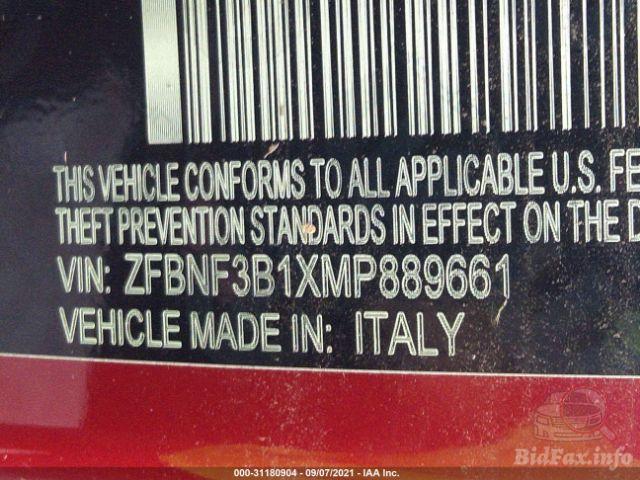 THIS VEHICLE CONFORMS TO ALL APPLICABLE U.S. FE
THEFT PREVENTION STANDARDS IN EFFECT ON THE D
VIN: ZFBNF3B1XMP889661
VEHICLE MADE IN: ITALY
BidFax.info
000-31180904 - 09/07/2021 - IAA Inc.